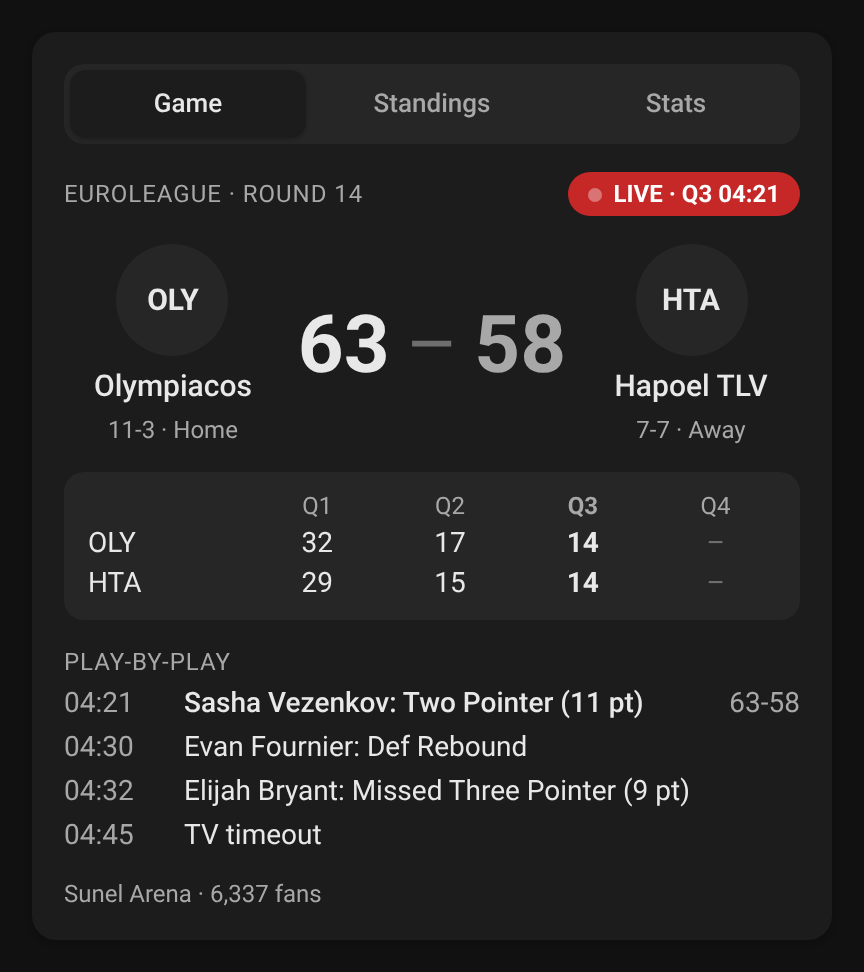 Game Standings Stats
EUROLEAGUE · ROUND 14 LIVE · Q3 04:21
OLY HTA
63 – 58
Olympiacos Hapoel TLV
11-3 · Home 7-7 · Away
Q1 Q2 Q3 Q4
OLY 32 17 14 –
HTA 29 15 14 –
PLAY-BY-PLAY
04:21 Sasha Vezenkov: Two Pointer (11 pt) 63-58
04:30 Evan Fournier: Def Rebound
04:32 Elijah Bryant: Missed Three Pointer (9 pt)
04:45 TV timeout
Sunel Arena · 6,337 fans